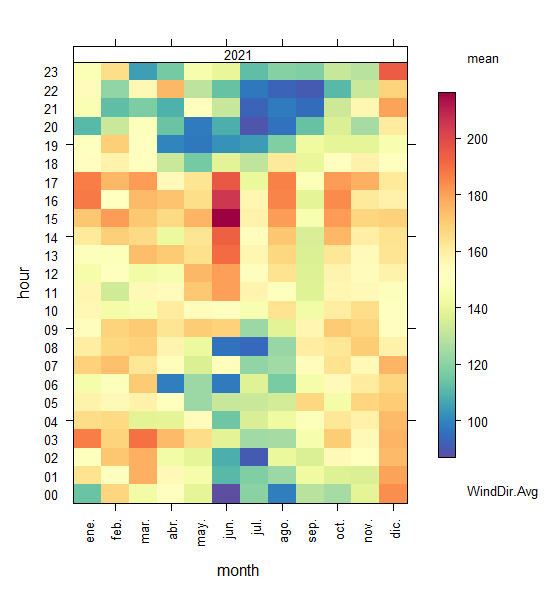 2021
mean
23
22
21
20
19
18
17
16
15
14
13
12
11
10
09
08
07
06
05
04
03
02
01
00
hour
200
180
160
140
120
100
WindDir.Avg
ene.
feb.
mar.
abr.
may.
jun.
jul.
ago.
sep.
oct.
nov.
dic.
month